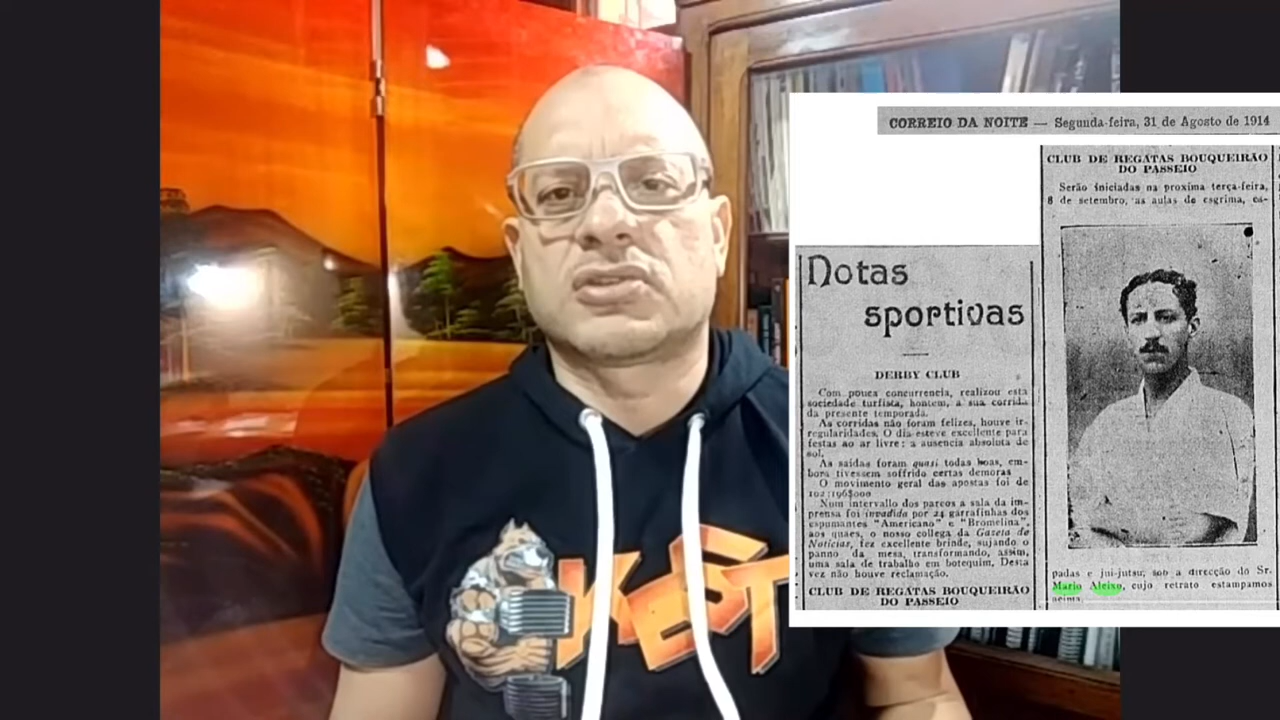 CORREIO DA NOITE — Segunda-feira, 31 de Agosto de 1914
Notas
sportivas
DERBY CLUB
Com pouca concurrencia, realizou esta
sociedade turfista, hontem, a sua corrida
da presente temporada.
As corridas não foram felizes, houve ir-
regularidades. O dia esteve excellente para
festas ao ar livre: a ausencia absoluta de
sol.
As saidas foram quasi todas boas, em-
bora tivessem soffrido certas demoras
O movimento geral das apostas foi de
102:196$000
Num intervallo dos pareos a sala da im-
prensa foi invadida por 24 garrafinhas dos
espumantes "Americano" e "Bromelina",
aos quaes, o nosso collega da Gazeta de
Noticias, fez excellente brinde, sujando o
panno da mesa, transformando, assim,
uma sala de trabalho em botequim. Desta
vez não houve reclamação.
CLUB DE REGATAS BOUQUEIRÃO
DO PASSEIO
CLUB DE REGATAS BOUQUEIRÃO
DO PASSEIO
Serão iniciadas na proxima terça-feira,
8 de setembro, as aulas de esgrima, es-
padas e jui-jutsu, sob a direcção do Sr.
Mario Aleixo, cujo retrato estampamos
acima.